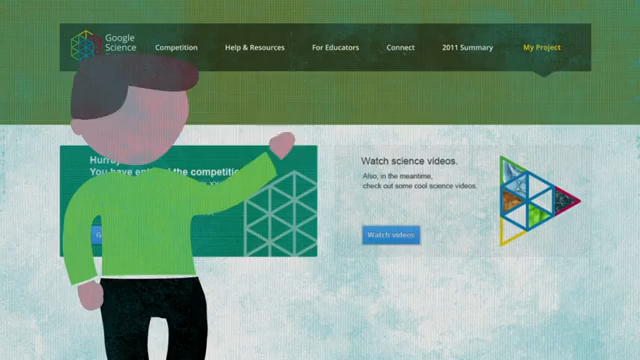 Google
Science
Competition
Help & Resources
For Educators
Connect
2011 Summary
My Project
Hurray
You have entered the competition
Watch science videos.
Also, in the meantime,
check out some cool science videos.
Watch videos